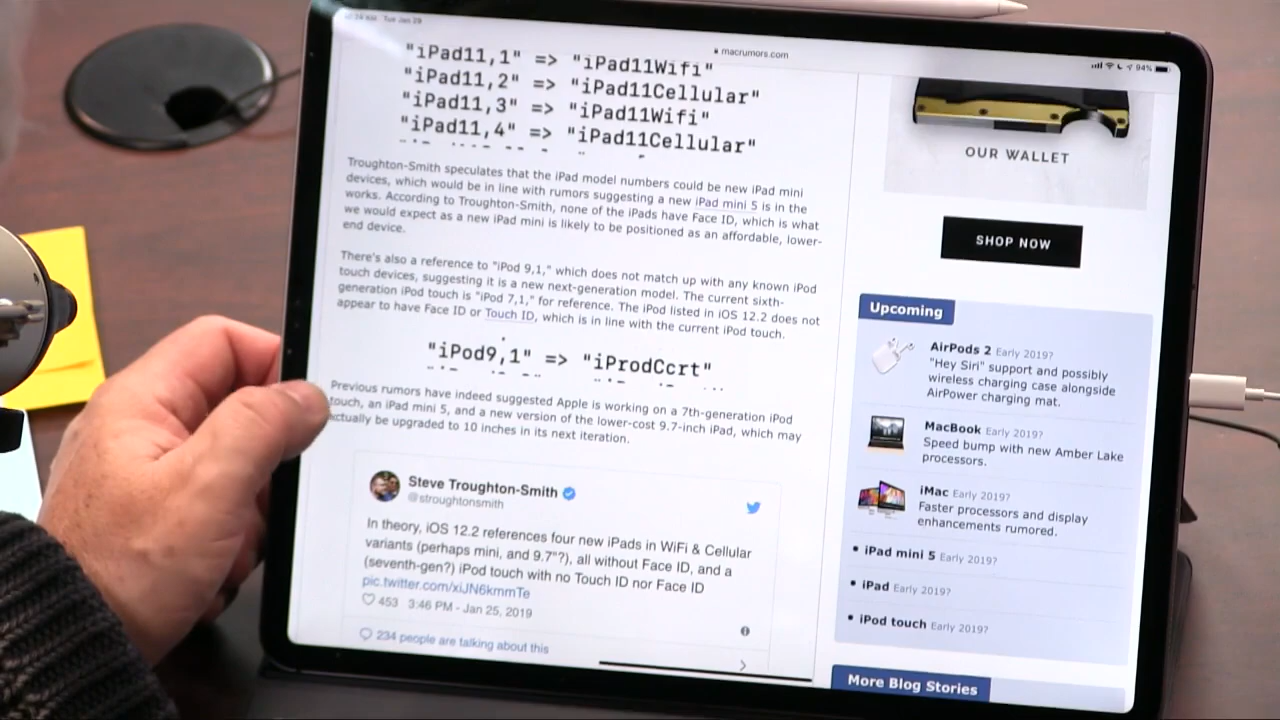 10:39 AM Tue Jan 29
macrumors.com
94%
"iPad11,1" => "iPad11Wifi"
"iPad11,2" => "iPad11Cellular"
"iPad11,3" => "iPad11Wifi"
"iPad11,4" => "iPad11Cellular"
Troughton-Smith speculates that the iPad model numbers could be new iPad mini
devices, which would be in line with rumors suggesting a new iPad mini 5 is in the
works. According to Troughton-Smith, none of the iPads have Face ID, which is what
we would expect as a new iPad mini is likely to be positioned as an affordable, lower-
end device.
There's also a reference to "iPod 9,1," which does not match up with any known iPod
touch devices, suggesting it is a new next-generation model. The current sixth-
generation iPod touch is "iPod 7,1," for reference. The iPod listed in iOS 12.2 does not
appear to have Face ID or Touch ID, which is in line with the current iPod touch.
"iPod9,1" => "iProdCcrt"
Previous rumors have indeed suggested Apple is working on a 7th-generation iPod
touch, an iPad mini 5, and a new version of the lower-cost 9.7-inch iPad, which may
actually be upgraded to 10 inches in its next iteration.
Steve Troughton-Smith
@stroughtonsmith
In theory, iOS 12.2 references four new iPads in WiFi & Cellular
variants (perhaps mini, and 9.7"?), all without Face ID, and a
(seventh-gen?) iPod touch with no Touch ID nor Face ID
pic.twitter.com/xiJN6kmmTe
453 3:46 PM - Jan 25, 2019
234 people are talking about this
OUR WALLET
SHOP NOW
Upcoming
AirPods 2 Early 2019?
"Hey Siri" support and possibly
wireless charging case alongside
AirPower charging mat.
MacBook Early 2019?
Speed bump with new Amber Lake
processors.
iMac Early 2019?
Faster processors and display
enhancements rumored.
• iPad mini 5 Early 2019?
• iPad Early 2019?
• iPod touch Early 2019?
More Blog Stories